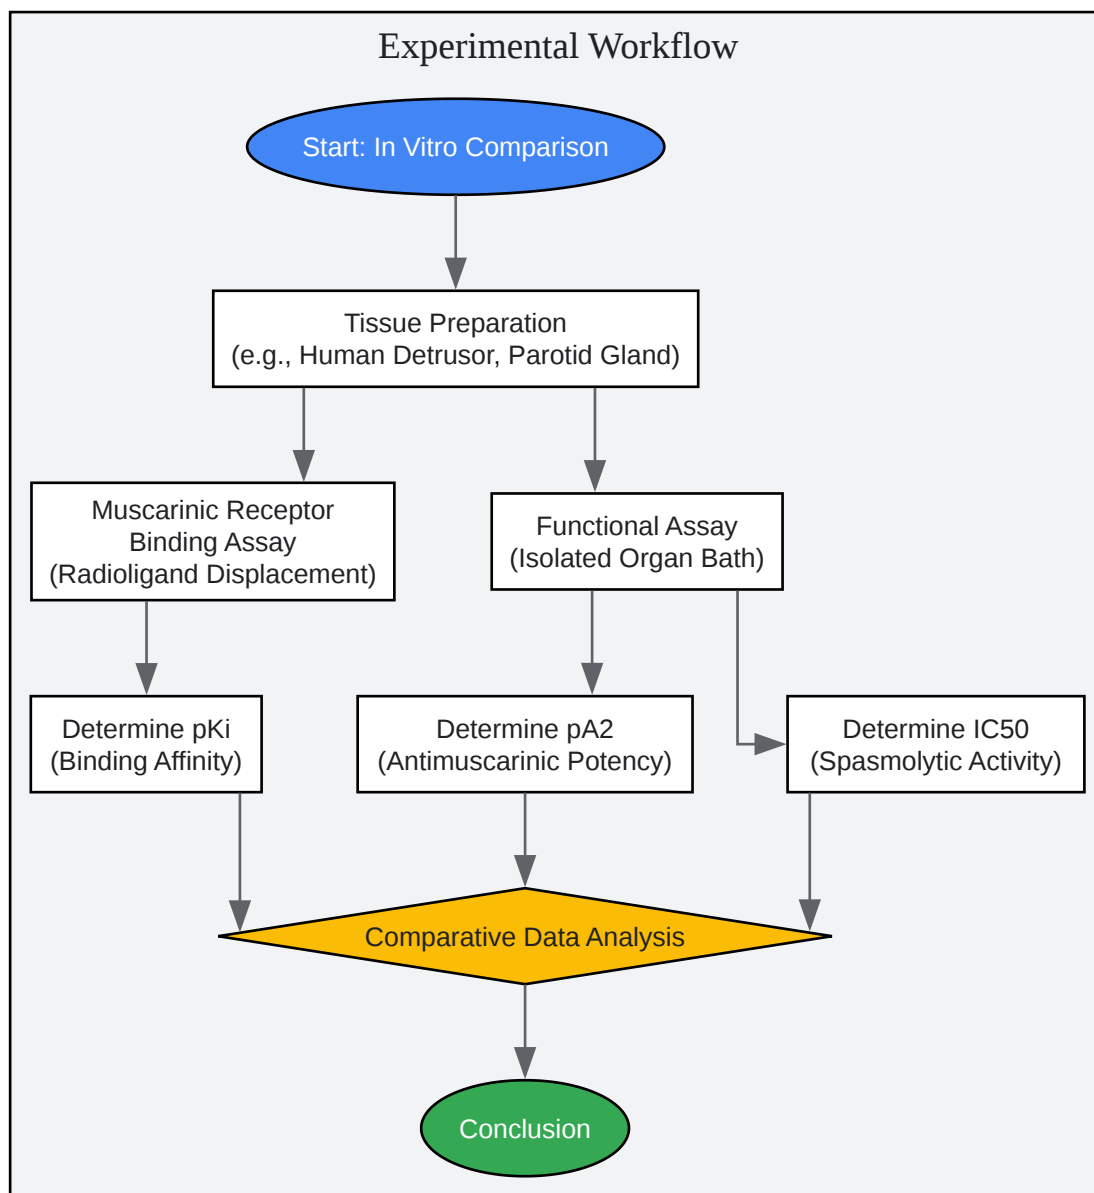 Experimental Workflow
Start: In Vitro Comparison
Tissue Preparation
(e.g., Human Detrusor, Parotid Gland)
Muscarinic Receptor
Binding Assay
(Radioligand Displacement)
Functional Assay
(Isolated Organ Bath)
Determine pKi
(Binding Affinity)
Determine pA2
(Antimuscarinic Potency)
Determine IC50
(Spasmolytic Activity)
Comparative Data Analysis
Conclusion